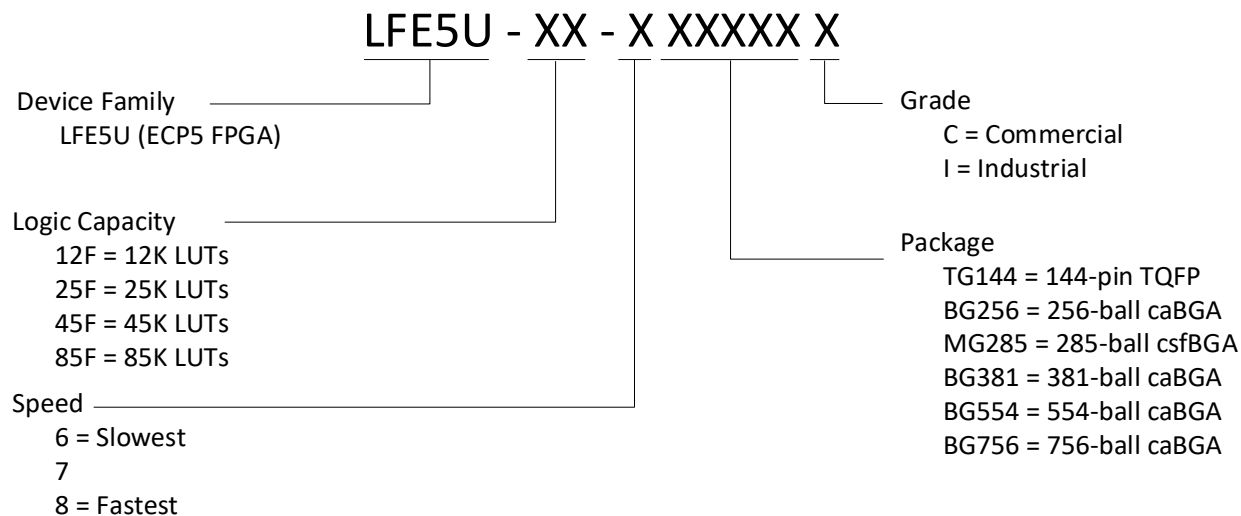 LFE5U - XX - X XXXXX X
Device Family
LFE5U (ECP5 FPGA)
Logic Capacity
12F = 12K LUTs
25F = 25K LUTs
45F = 45K LUTs
85F = 85K LUTs
Speed
6 = Slowest
7
8 = Fastest
Grade
C = Commercial
I = Industrial
Package
TG144 = 144-pin TQFP
BG256 = 256-ball caBGA
MG285 = 285-ball csfBGA
BG381 = 381-ball caBGA
BG554 = 554-ball caBGA
BG756 = 756-ball caBGA